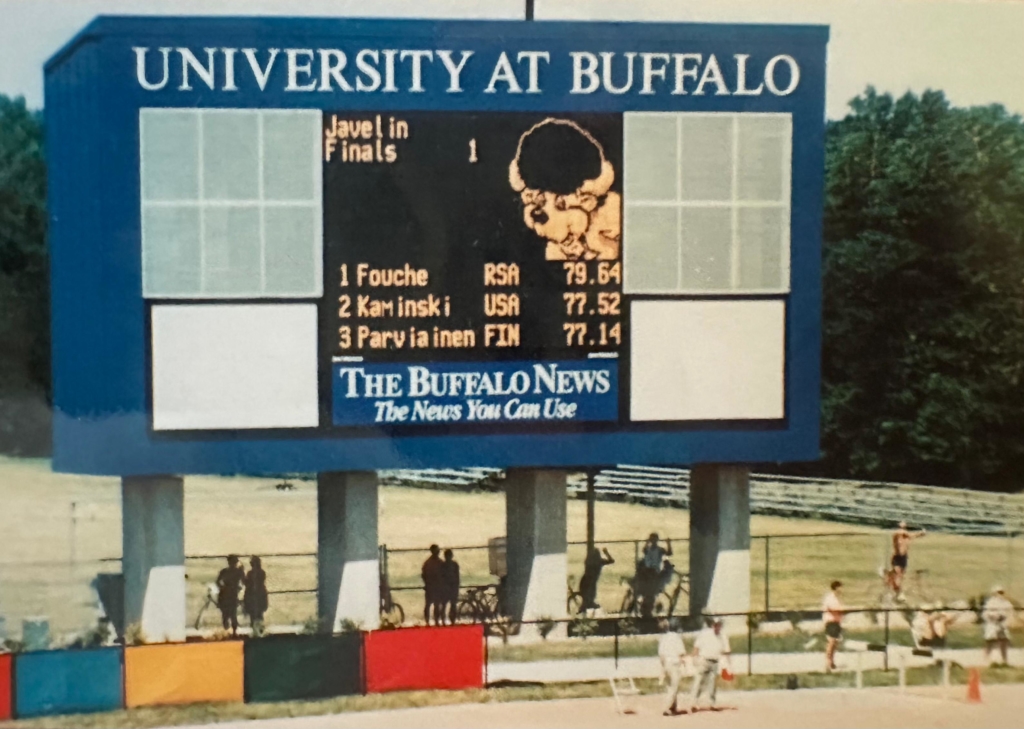 UNIVERSITY AT BUFFALO
Javelin
Finals 1
1 Fouche RSA 79.64
2 Kaminski USA 77.52
3 Parviainen FIN 77.14
THE BUFFALO NEWS
The News You Can Use